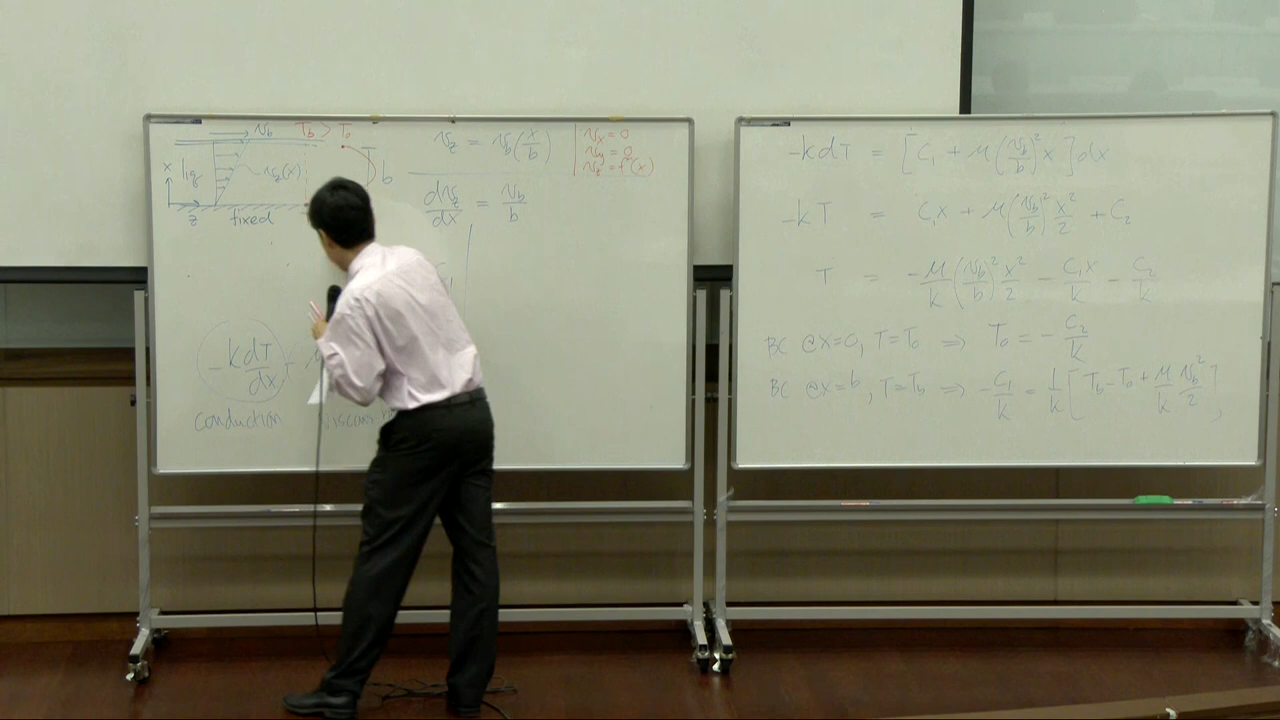 v_b T_b > T_0
x liq v_z(x) b
z fixed
v_z = v_b(x/b)
v_x = 0
v_y = 0
v_z = f(x)
dv_z/dx = v_b/b
-k dT/dx
conduction viscous
-k dT = [C_1 + μ(v_b/b)^2 x] dx
-k T = C_1 x + μ(v_b/b)^2 x^2/2 + C_2
T = -μ/k (v_b/b)^2 x^2/2 - C_1 x/k - C_2/k
BC @x=0, T=T_0 ⇒ T_0 = -C_2/k
BC @x=b, T=T_b ⇒ -C_1/k = 1/k [T_b - T_0 + μ/k v_b^2/2],